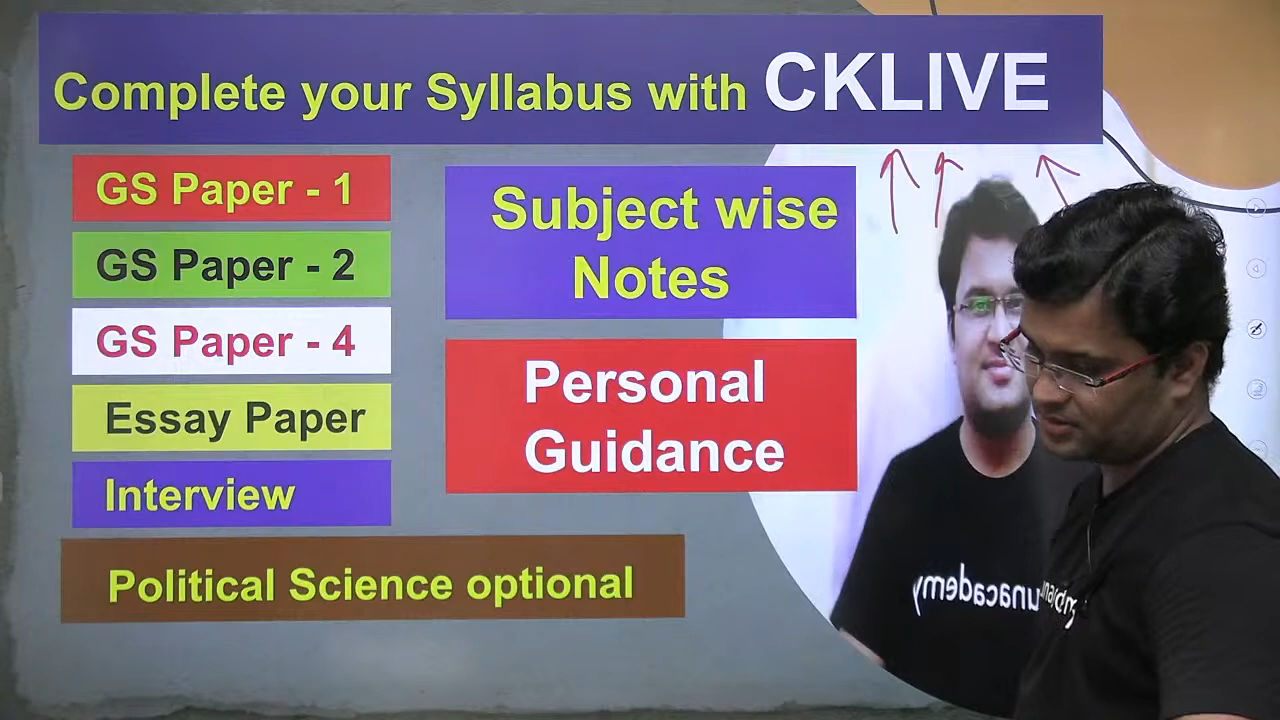 Complete your Syllabus with CKLIVE
GS Paper - 1
GS Paper - 2
GS Paper - 4
Essay Paper
Interview
Political Science optional
Subject wise
Notes
Personal
Guidance
unacademy